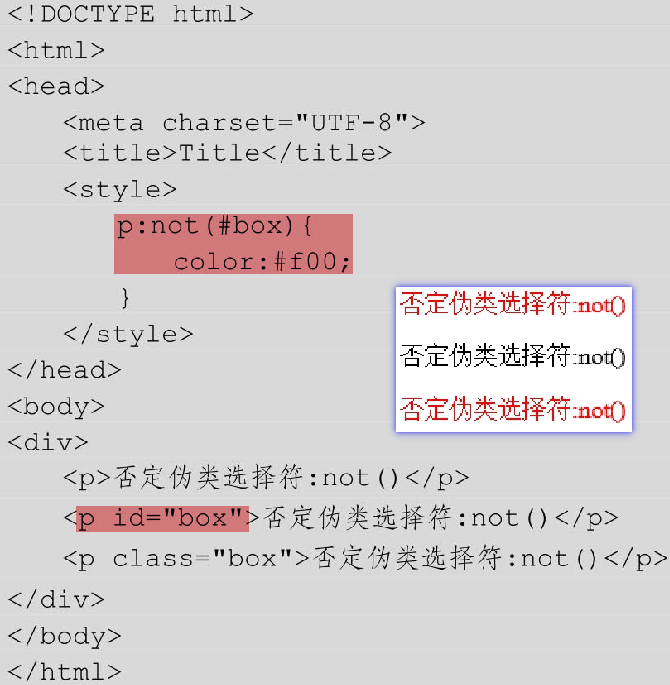 <!DOCTYPE html>
<html>
<head>
<meta charset="UTF-8">
<title>Title</title>
<style>
p:not(#box){
color:#f00;
}
</style>
</head>
<body>
<div>
<p>否定伪类选择符:not()</p>
<p id="box">否定伪类选择符:not()</p>
<p class="box">否定伪类选择符:not()</p>
</div>
</body>
</html>
否定伪类选择符:not()
否定伪类选择符:not()
否定伪类选择符:not()